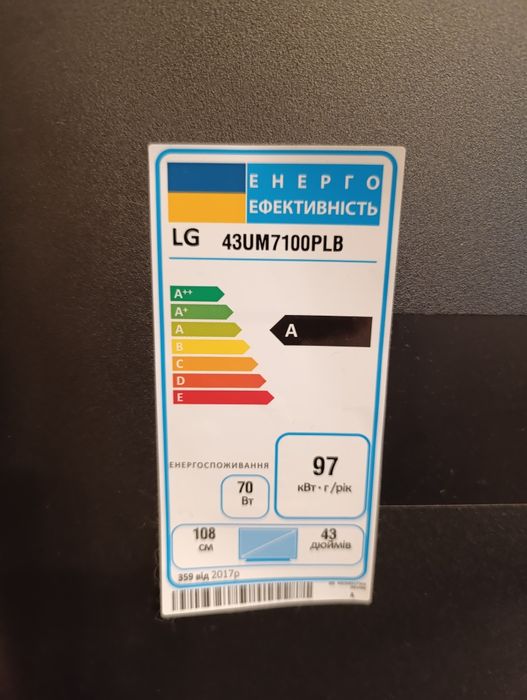 ЕНЕРГО
ЕФЕКТИВНІСТЬ
LG 43UM7100PLB
A++
A+
A
A
B
C
D
E
ЕНЕРГОСПОЖИВАННЯ
70
Вт
97
кВт·г/рік
108
см
43
дюймів
359 від 2017р